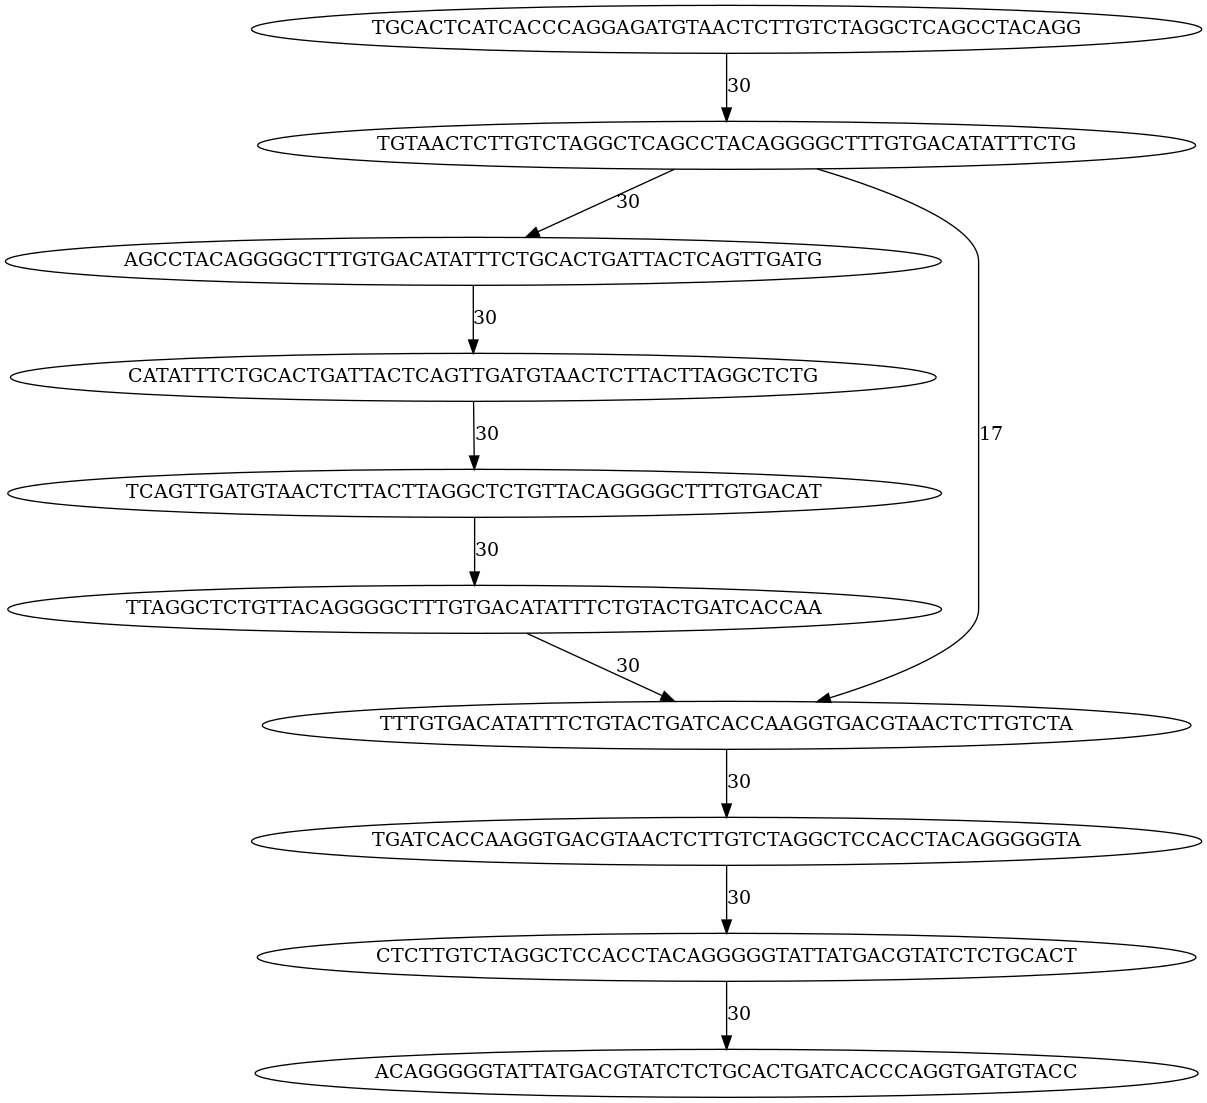 TGCACTCATCACCCAGGAGATGTAACTCTTGTCTAGGCTCAGCCTACAGG
30
TGTAACTCTTGTCTAGGCTCAGCCTACAGGGGCTTTGTGACATATTTCTG
30
AGCCTACAGGGGCTTTGTGACATATTTCTGCACTGATTACTCAGTTGATG
30
CATATTTCTGCACTGATTACTCAGTTGATGTAACTCTTACTTAGGCTCTG
30
17
TCAGTTGATGTAACTCTTACTTAGGCTCTGTTACAGGGGCTTTGTGACAT
30
TTAGGCTCTGTTACAGGGGCTTTGTGACATATTTCTGTACTGATCACCAA
30
TTTGTGACATATTTCTGTACTGATCACCAAGGTGACGTAACTCTTGTCTA
30
TGATCACCAAGGTGACGTAACTCTTGTCTAGGCTCCACCTACAGGGGGTA
30
CTCTTGTCTAGGCTCCACCTACAGGGGGTATTATGACGTATCTCTGCACT
30
ACAGGGGGTATTATGACGTATCTCTGCACTGATCACCCAGGTGATGTACC